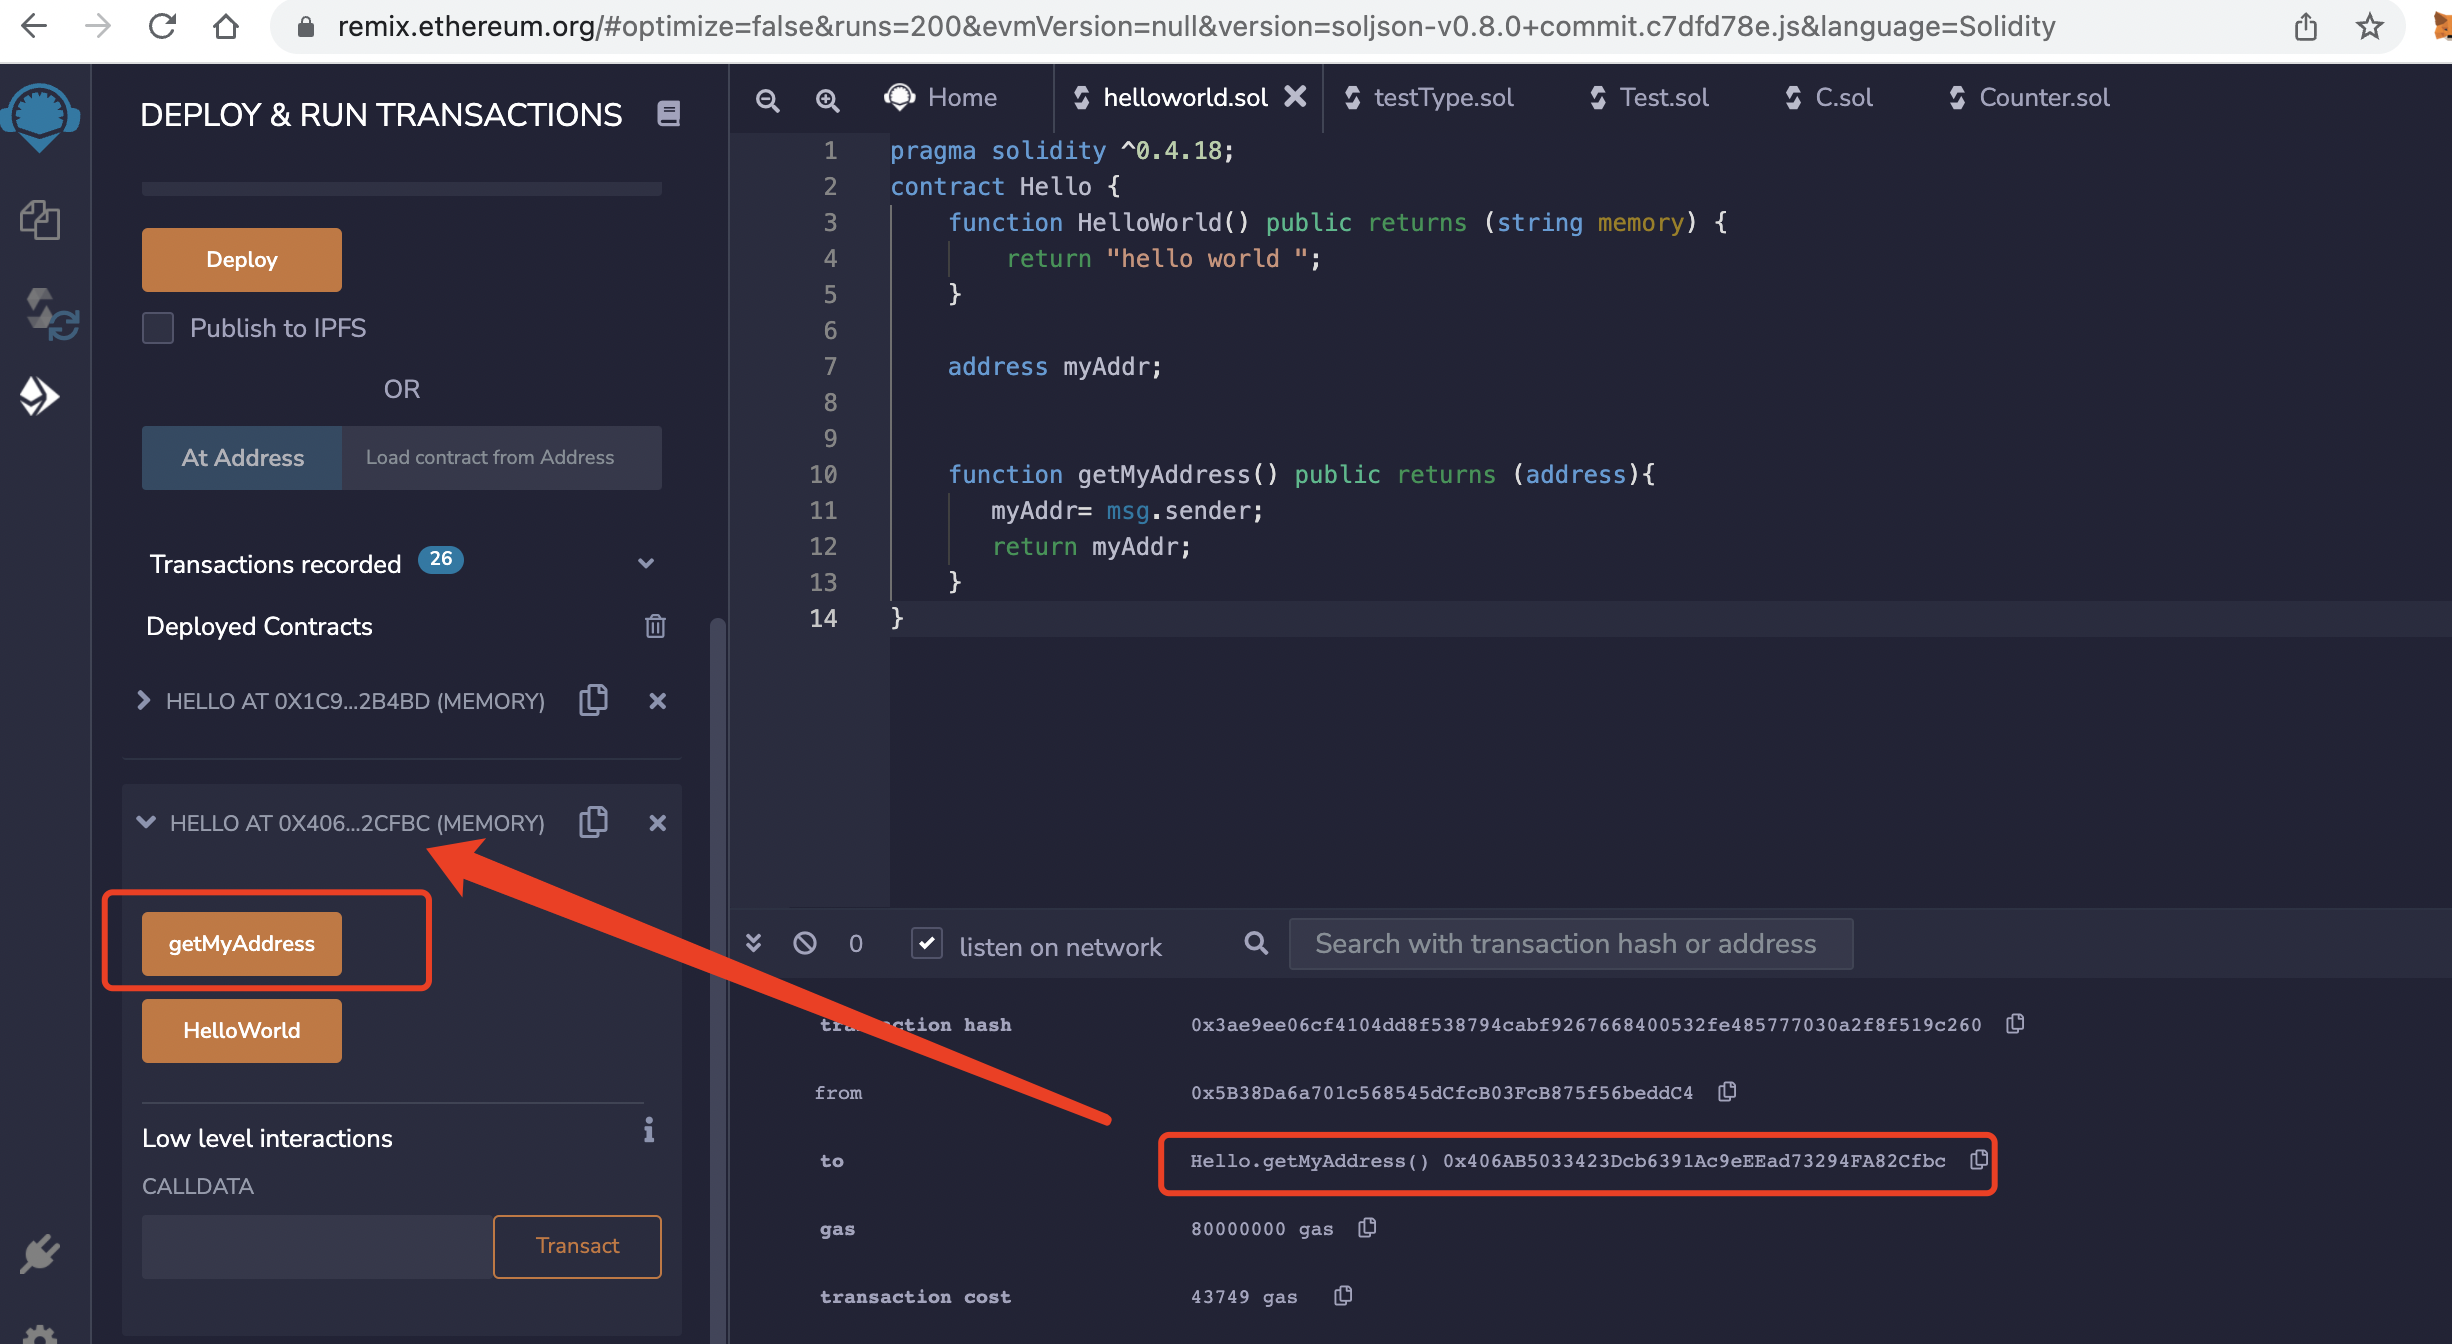 remix.ethereum.org/#optimize=false&runs=200&evmVersion=null&version=soljson-v0.8.0+commit.c7dfd78e.js&language=Solidity
DEPLOY & RUN TRANSACTIONS
Deploy
Publish to IPFS
OR
At Address
Load contract from Address
Transactions recorded 26
Deployed Contracts
HELLO AT 0X1C9...2B4BD (MEMORY)
HELLO AT 0X406...2CFBC (MEMORY)
getMyAddress
HelloWorld
Low level interactions
CALLDATA
Transact
Home
helloworld.sol
testType.sol
Test.sol
C.sol
Counter.sol
1 pragma solidity ^0.4.18;
2 contract Hello {
3 function HelloWorld() public returns (string memory) {
4 return "hello world ";
5 }
6
7 address myAddr;
8
9
10 function getMyAddress() public returns (address){
11 myAddr= msg.sender;
12 return myAddr;
13 }
14 }
0
listen on network
Search with transaction hash or address
transaction hash 0x3ae9ee06cf4104dd8f538794cabf9267668400532fe485777030a2f8f519c260
from 0x5B38Da6a701c568545dCfcB03FcB875f56beddC4
to Hello.getMyAddress() 0x406AB5033423Dcb6391Ac9eEEad73294FA82Cfbc
gas 80000000 gas
transaction cost 43749 gas